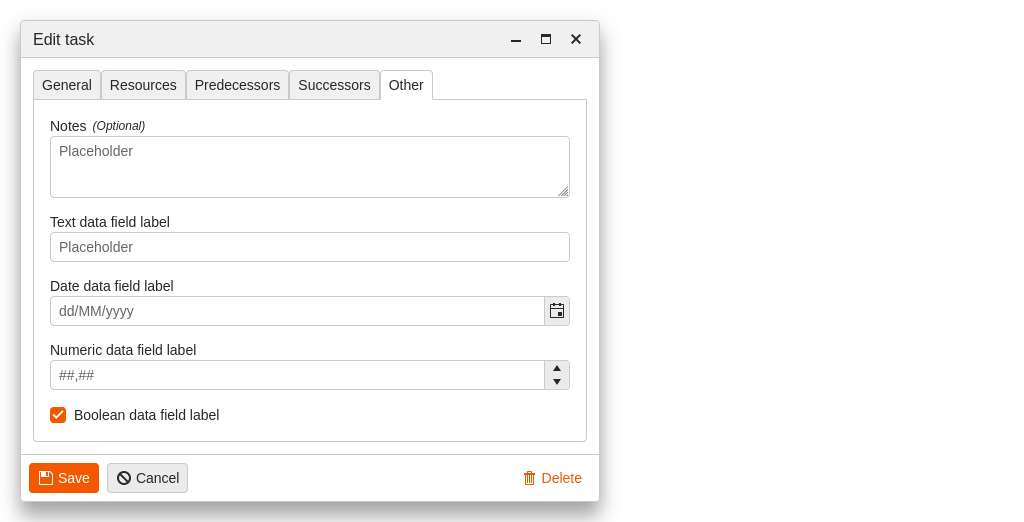 Edit task
General Resources Predecessors Successors Other
Notes (Optional)
Placeholder
Text data field label
Placeholder
Date data field label
dd/MM/yyyy
Numeric data field label
##,##
Boolean data field label
Save Cancel Delete